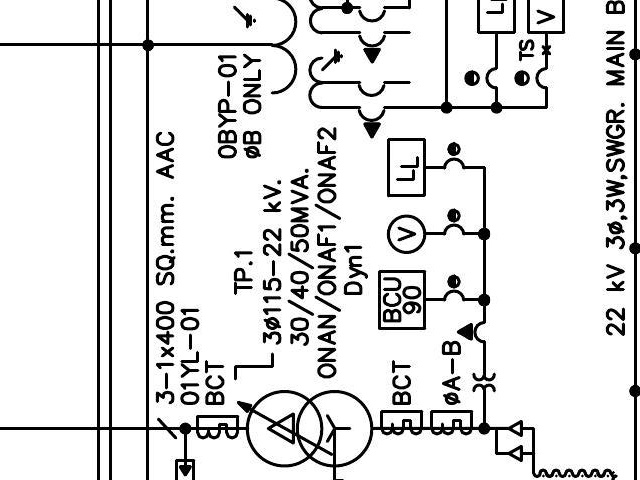 0BYP-01
øB ONLY
LL
V
TS
3-1x400 SQ.mm. AAC
01YL-01
BCT
TP.1
3ø115-22 kV.
30/40/50MVA.
ONAN/ONAF1/ONAF2
Dyn1
LL
V
BCU
90
BCT
øA-B
22 kV 3ø,3W,SWGR. MAIN B